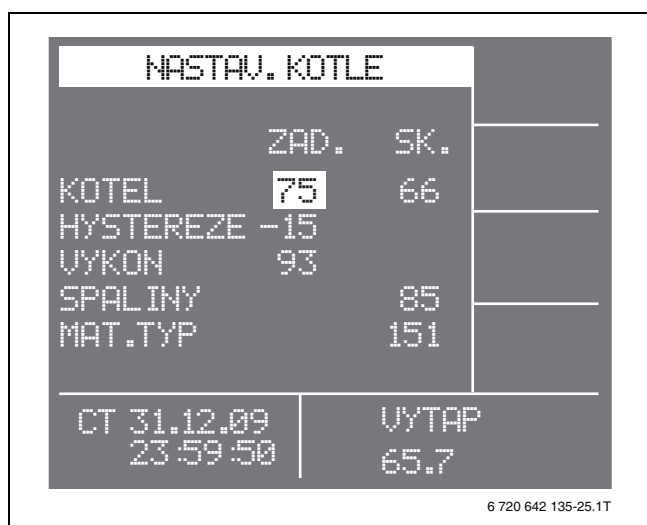 NASTAV. KOTLE
ZAD. SK.
KOTEL 75 66
HYSTEREZE -15
VYKON 93
SPALINY 85
MAT.TYP 151
CT 31.12.09 VYTAP
23:59:50 65.7
6 720 642 135-25.1T